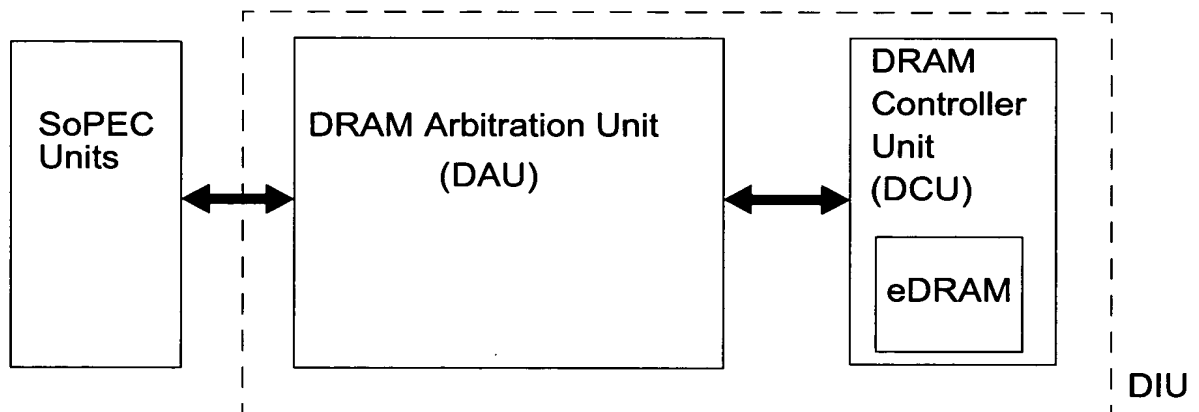 SoPEC
Units
DRAM Arbitration Unit
(DAU)
DRAM
Controller
Unit
(DCU)
eDRAM
DIU